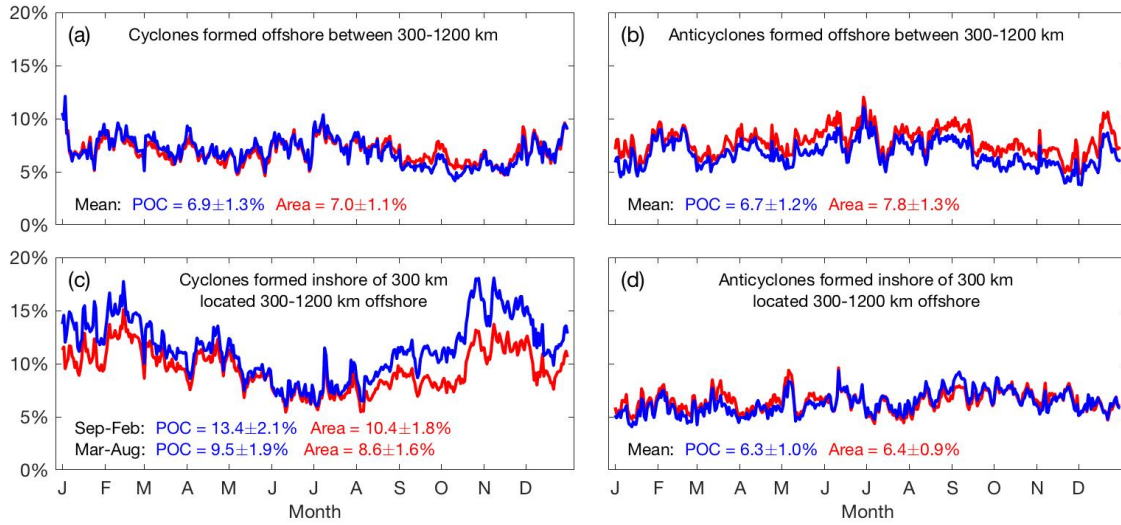 20%
15%
10%
5%
0%
(a) Cyclones formed offshore between 300-1200 km
Mean: POC = 6.9±1.3% Area = 7.0±1.1%
(b) Anticyclones formed offshore between 300-1200 km
Mean: POC = 6.7±1.2% Area = 7.8±1.3%
20%
15%
10%
5%
0%
(c) Cyclones formed inshore of 300 km
located 300-1200 km offshore
Sep-Feb: POC = 13.4±2.1% Area = 10.4±1.8%
Mar-Aug: POC = 9.5±1.9% Area = 8.6±1.6%
J F M A M J J A S O N D
Month
(d) Anticyclones formed inshore of 300 km
located 300-1200 km offshore
Mean: POC = 6.3±1.0% Area = 6.4±0.9%
J F M A M J J A S O N D
Month